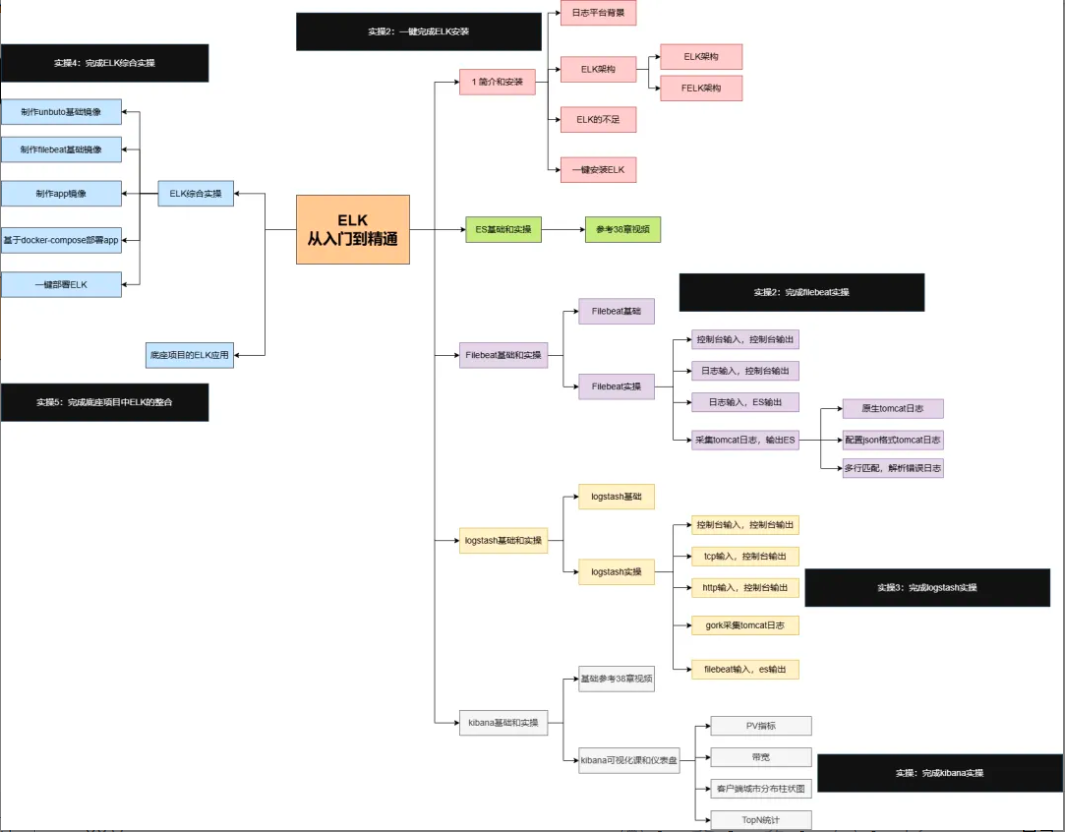 实操2：一键完成ELK安装
日志平台背景
实操4：完成ELK综合实操
ELK架构
ELK架构
FELK架构
1 简介和安装
ELK的不足
一键安装ELK
制作unbuto基础镜像
制作filebeat基础镜像
制作app镜像
基于docker-compose部署app
一键部署ELK
ELK综合实操
底座项目的ELK应用
实操5：完成底座项目中ELK的整合
ELK
从入门到精通
ES基础和实操
参考38章视频
实操2：完成filebeat实操
Filebeat基础和实操
Filebeat基础
Filebeat实操
控制台输入，控制台输出
日志输入，控制台输出
日志输入，ES输出
采集tomcat日志，输出ES
原生tomcat日志
配置json格式tomcat日志
多行匹配，解析错误日志
logstash基础和实操
logstash基础
logstash实操
控制台输入，控制台输出
tcp输入，控制台输出
http输入，控制台输出
gork采集tomcat日志
filebeat输入，es输出
实操3：完成logstash实操
kibana基础和实操
基础参考38章视频
kibana可视化课和仪表盘
PV指标
带宽
客户端城市分布柱状图
TopN统计
实操：完成kibana实操